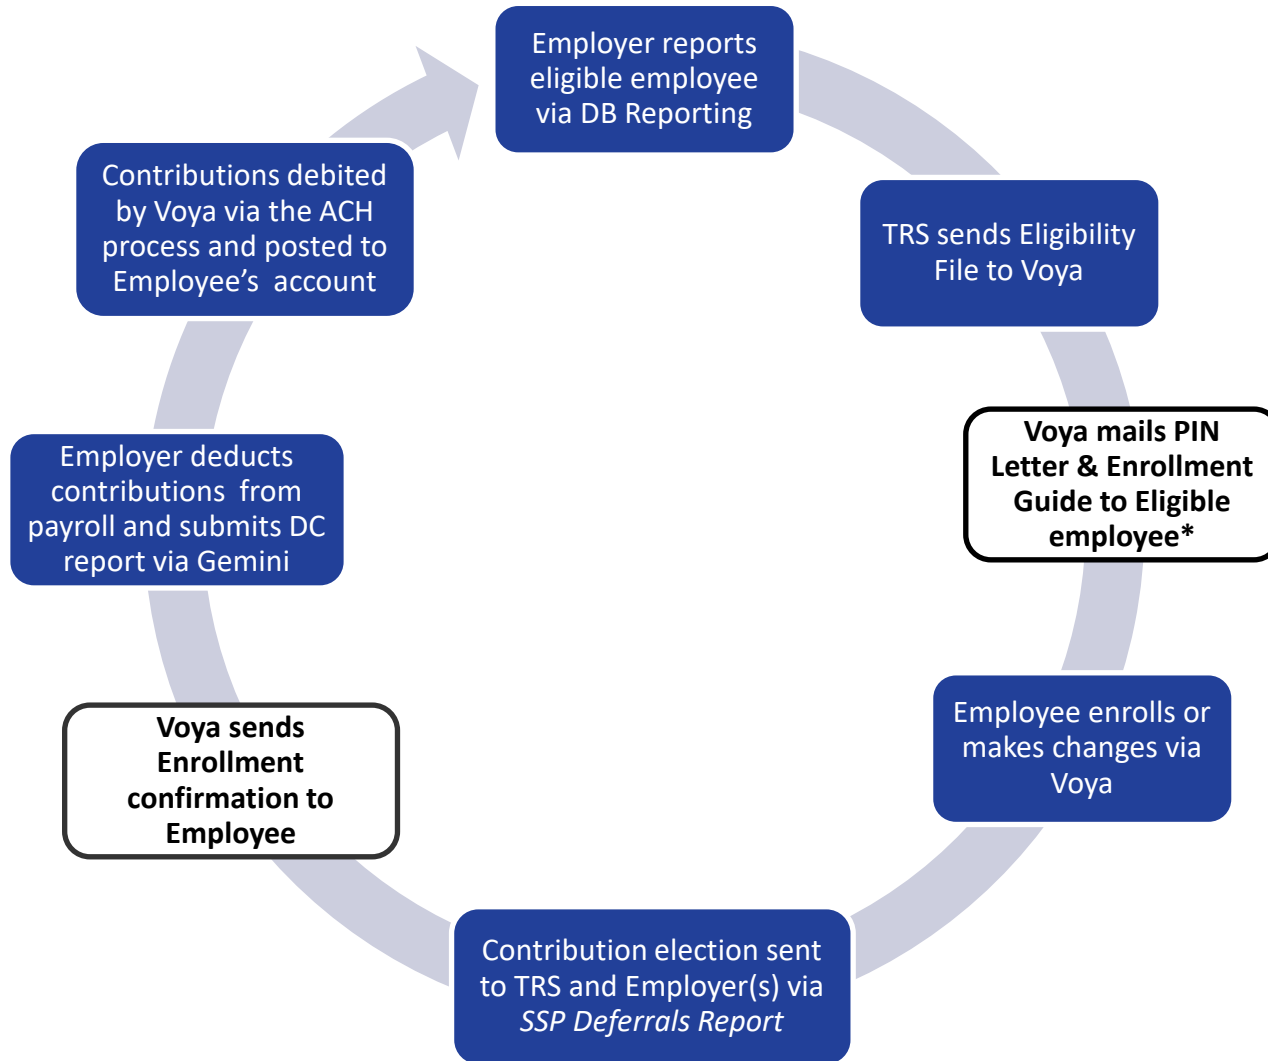 Employer reports
eligible employee
via DB Reporting
TRS sends Eligibility
File to Voya
Voya mails PIN
Letter & Enrollment
Guide to Eligible
employee*
Employee enrolls or
makes changes via
Voya
Contribution election sent
to TRS and Employer(s) via
SSP Deferrals Report
Voya sends
Enrollment
confirmation to
Employee
Employer deducts
contributions from
payroll and submits DC
report via Gemini
Contributions debited
by Voya via the ACH
process and posted to
Employee’s account